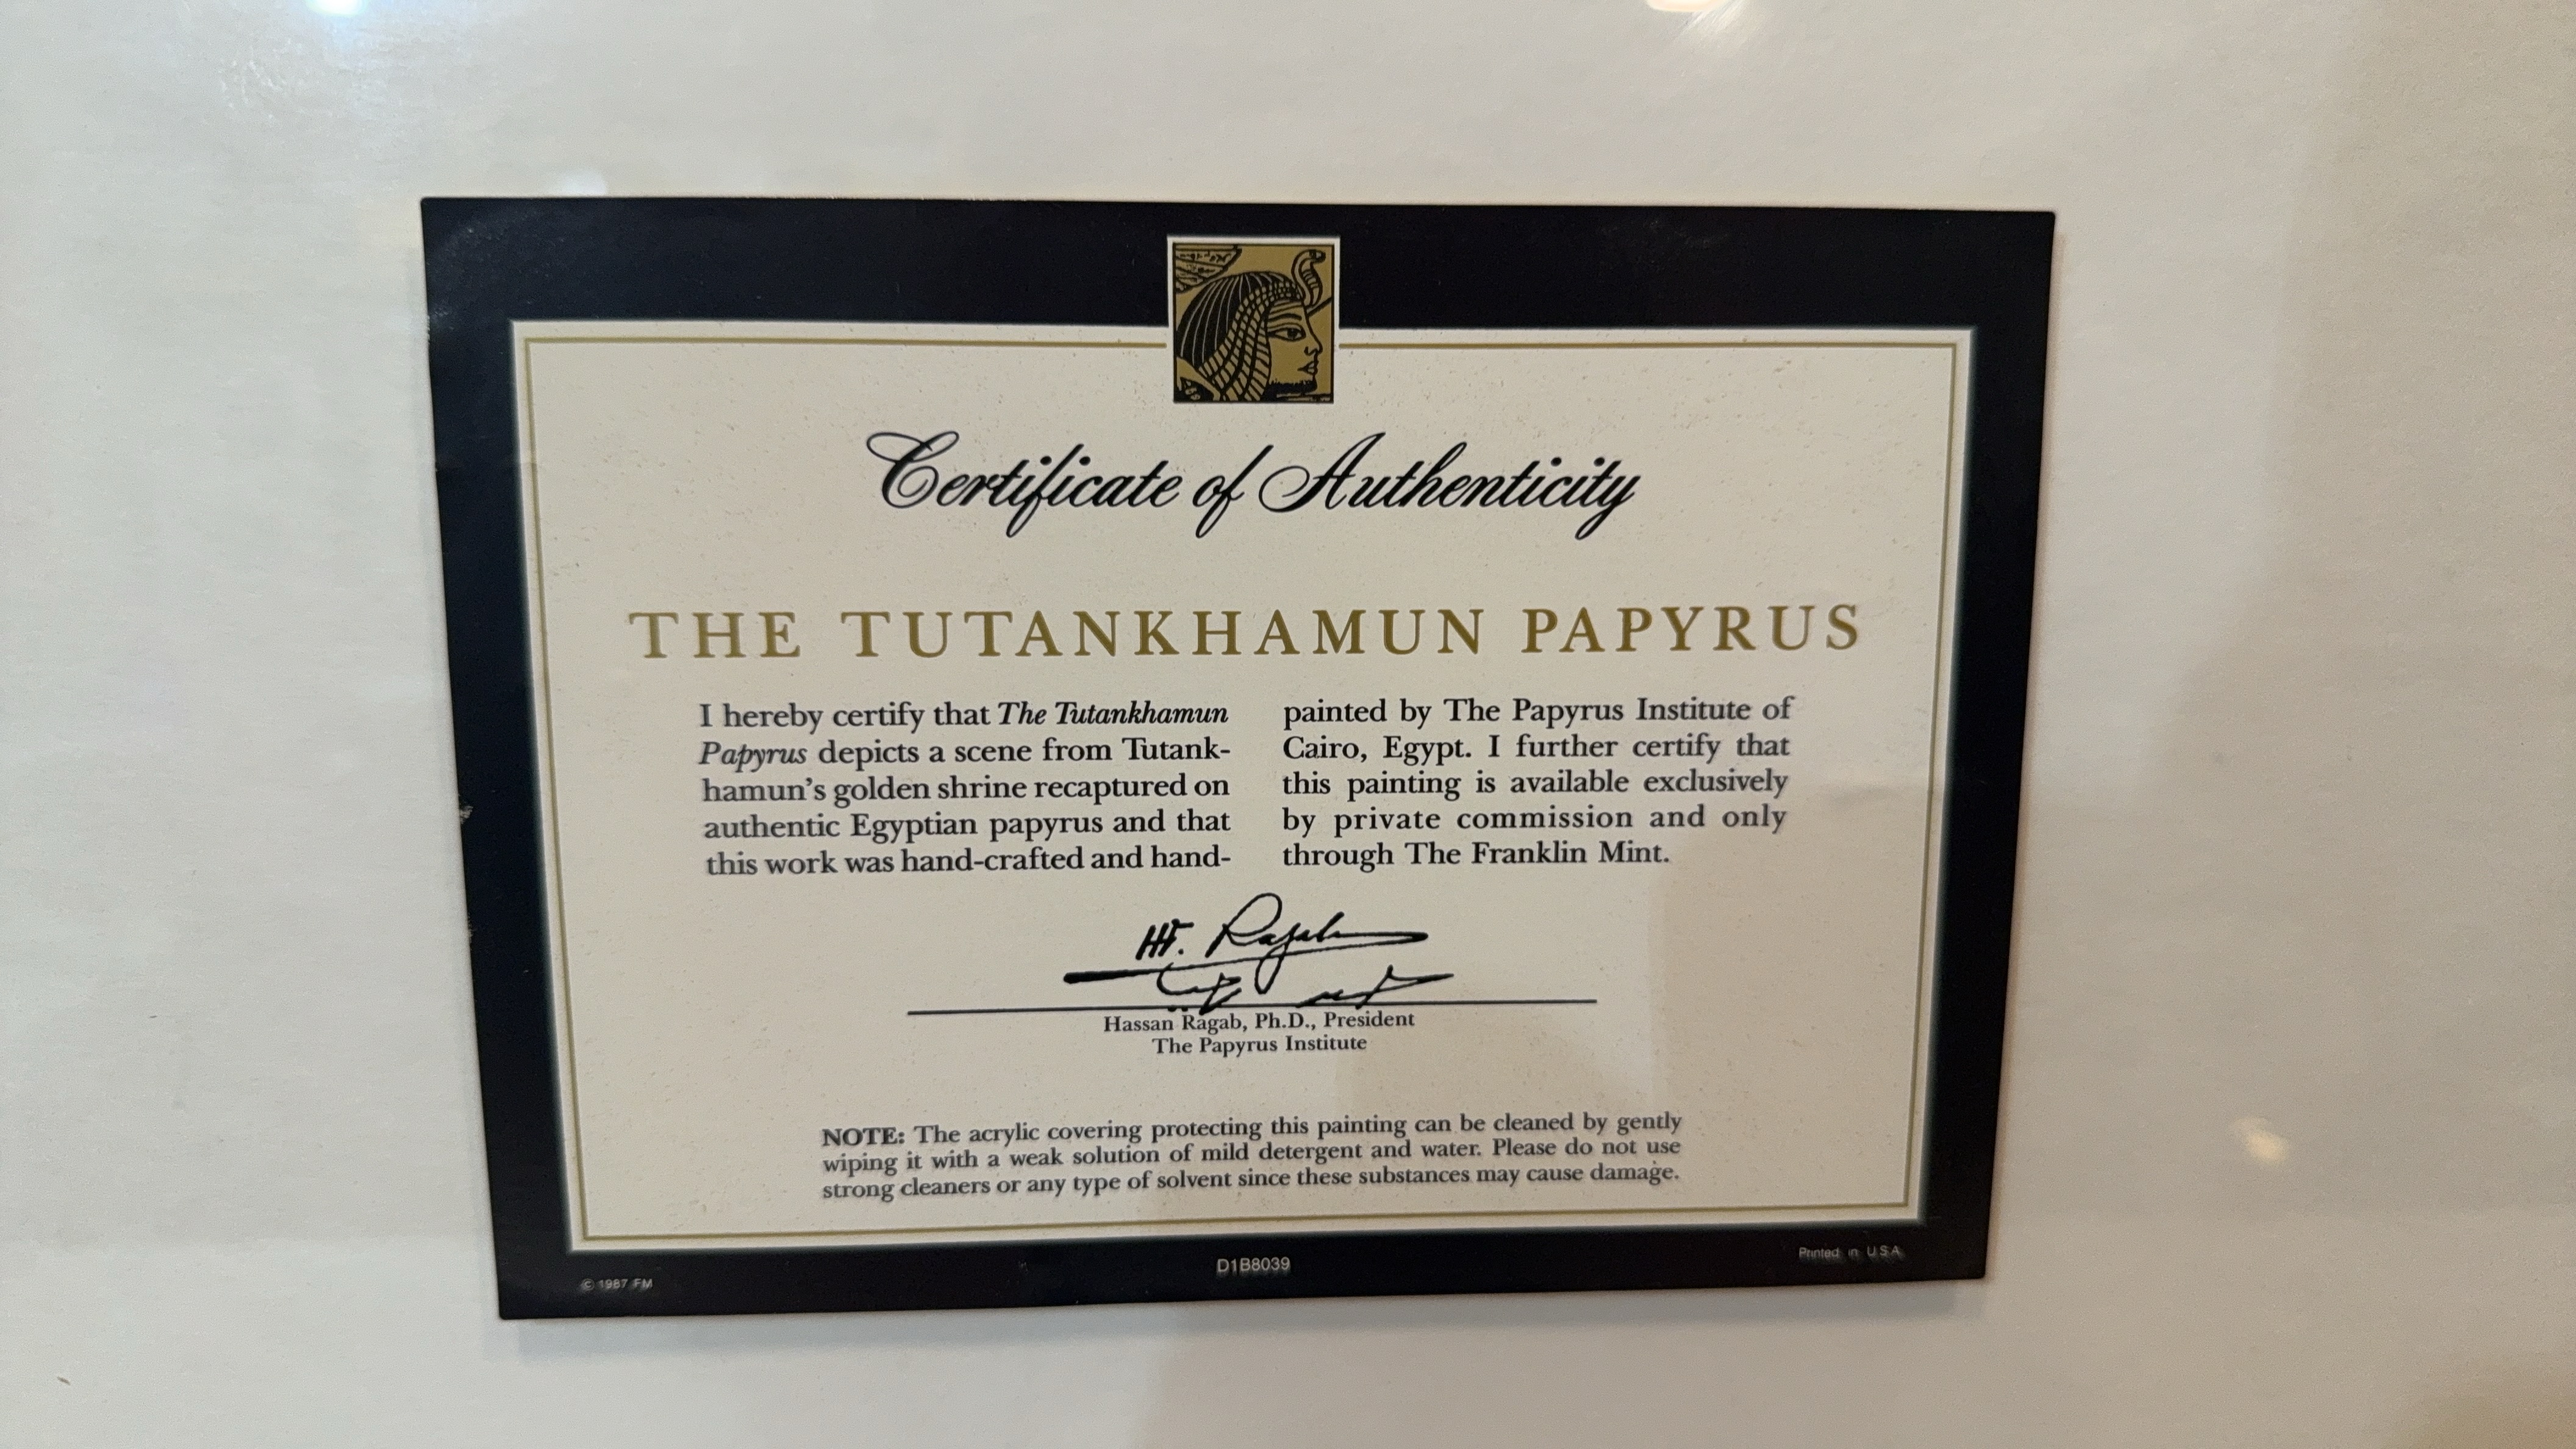 Certificate of Authenticity
THE TUTANKHAMUN PAPYRUS
I hereby certify that The Tutankhamun
Papyrus depicts a scene from Tutank-
hamun's golden shrine recaptured on
authentic Egyptian papyrus and that
this work was hand-crafted and hand-
painted by The Papyrus Institute of
Cairo, Egypt. I further certify that
this painting is available exclusively
by private commission and only
through The Franklin Mint.
H. Ragab
Hassan Ragab, Ph.D., President
The Papyrus Institute
NOTE: The acrylic covering protecting this painting can be cleaned by gently
wiping it with a weak solution of mild detergent and water. Please do not use
strong cleaners or any type of solvent since these substances may cause damage.
© 1987 FM
D1B8039
Printed in U S A